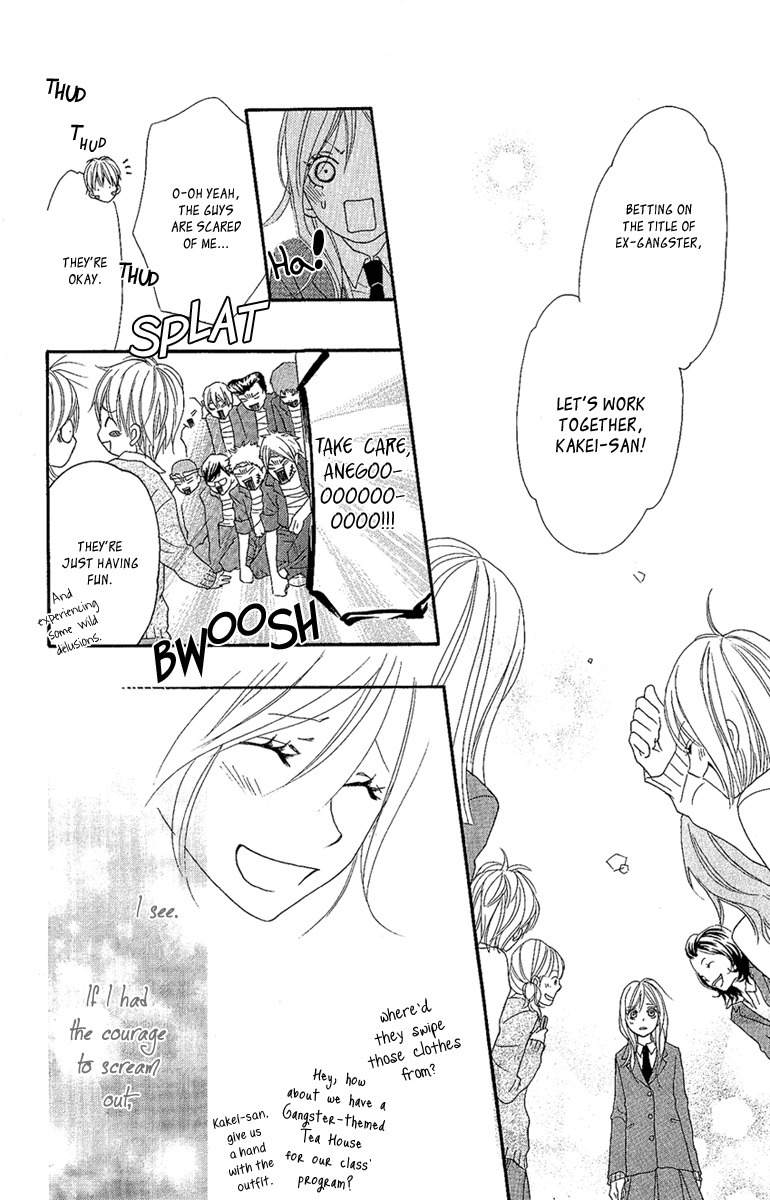 BETTING ON
THE TITLE OF
EX-GANGSTER,
LET'S WORK
TOGETHER,
KAKEI-SAN!
Ha!
O-OH YEAH,
THE GUYS
ARE SCARED
OF ME...
THUD
THUD
THUD
THEY'RE
OKAY.
SPLAT
TAKE CARE,
ANEGOO-
OOOOOOO-
OOOO!!!
THEY'RE
JUST HAVING
FUN.
And
experiencing
some wild
delusions.
BWOOSH
where'd
they swipe
those clothes
from?
Hey, how
about we have a
Gangster-themed
Tea House
for our class'
program?
Kakei-san.
give us
a hand
with the
outfit.
I see.
If I had
the courage
to scream
out,